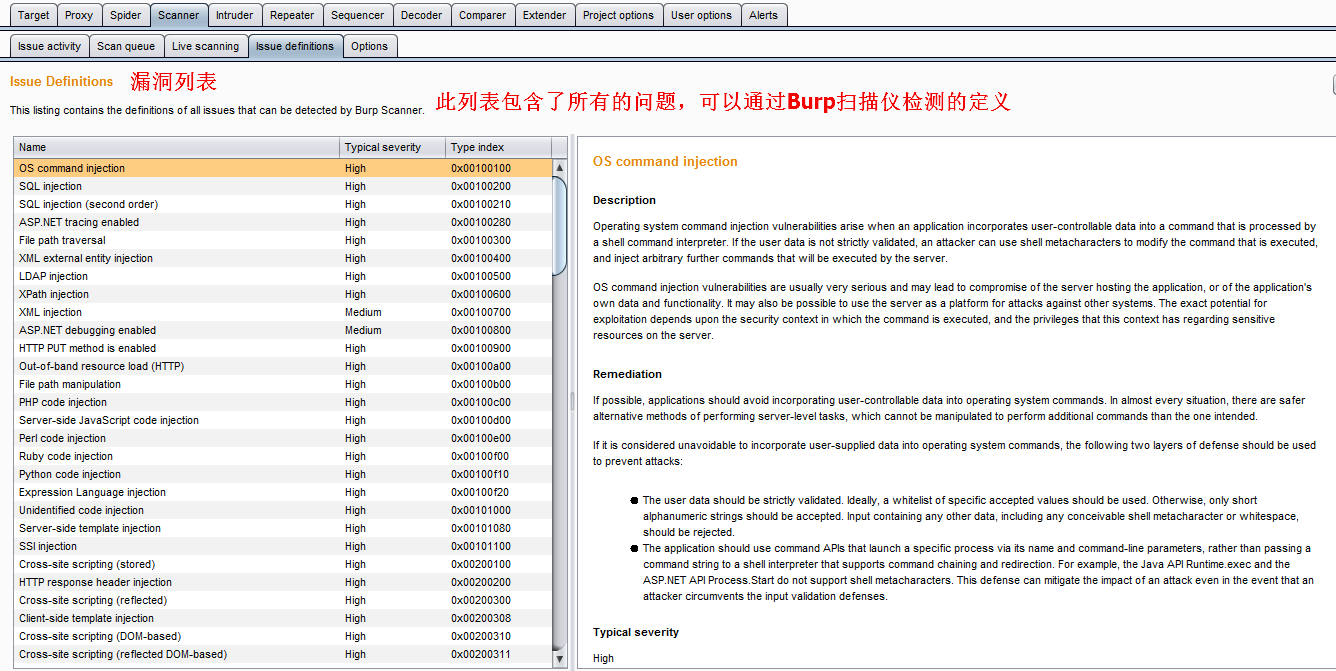 Target Proxy Spider Scanner Intruder Repeater Sequencer Decoder Comparer Extender Project options User options Alerts
Issue activity Scan queue Live scanning Issue definitions Options
Issue Definitions 漏洞列表
This listing contains the definitions of all issues that can be detected by Burp Scanner. 此列表包含了所有的问题，可以通过Burp扫描仪检测的定义
Name Typical severity Type index
OS command injection High 0x00100100
SQL injection High 0x00100200
SQL injection (second order) High 0x00100210
ASP.NET tracing enabled High 0x00100280
File path traversal High 0x00100300
XML external entity injection High 0x00100400
LDAP injection High 0x00100500
XPath injection High 0x00100600
XML injection Medium 0x00100700
ASP.NET debugging enabled Medium 0x00100800
HTTP PUT method is enabled High 0x00100900
Out-of-band resource load (HTTP) High 0x00100a00
File path manipulation High 0x00100b00
PHP code injection High 0x00100c00
Server-side JavaScript code injection High 0x00100d00
Perl code injection High 0x00100e00
Ruby code injection High 0x00100f00
Python code injection High 0x00100f10
Expression Language injection High 0x00100f20
Unidentified code injection High 0x00101000
Server-side template injection High 0x00101080
SSI injection High 0x00101100
Cross-site scripting (stored) High 0x00200100
HTTP response header injection High 0x00200200
Cross-site scripting (reflected) High 0x00200300
Client-side template injection High 0x00200308
Cross-site scripting (DOM-based) High 0x00200310
Cross-site scripting (reflected DOM-based) High 0x00200311
OS command injection
Description
Operating system command injection vulnerabilities arise when an application incorporates user-controllable data into a command that is processed by
a shell command interpreter. If the user data is not strictly validated, an attacker can use shell metacharacters to modify the command that is executed,
and inject arbitrary further commands that will be executed by the server.
OS command injection vulnerabilities are usually very serious and may lead to compromise of the server hosting the application, or of the application's
own data and functionality. It may also be possible to use the server as a platform for attacks against other systems. The exact potential for
exploitation depends upon the security context in which the command is executed, and the privileges that this context has regarding sensitive
resources on the server.
Remediation
If possible, applications should avoid incorporating user-controllable data into operating system commands. In almost every situation, there are safer
alternative methods of performing server-level tasks, which cannot be manipulated to perform additional commands than the one intended.
If it is considered unavoidable to incorporate user-supplied data into operating system commands, the following two layers of defense should be used
to prevent attacks:
● The user data should be strictly validated. Ideally, a whitelist of specific accepted values should be used. Otherwise, only short
alphanumeric strings should be accepted. Input containing any other data, including any conceivable shell metacharacter or whitespace,
should be rejected.
● The application should use command APIs that launch a specific process via its name and command-line parameters, rather than passing a
command string to a shell interpreter that supports command chaining and redirection. For example, the Java API Runtime.exec and the
ASP.NET API Process.Start do not support shell metacharacters. This defense can mitigate the impact of an attack even in the event that an
attacker circumvents the input validation defenses.
Typical severity
High